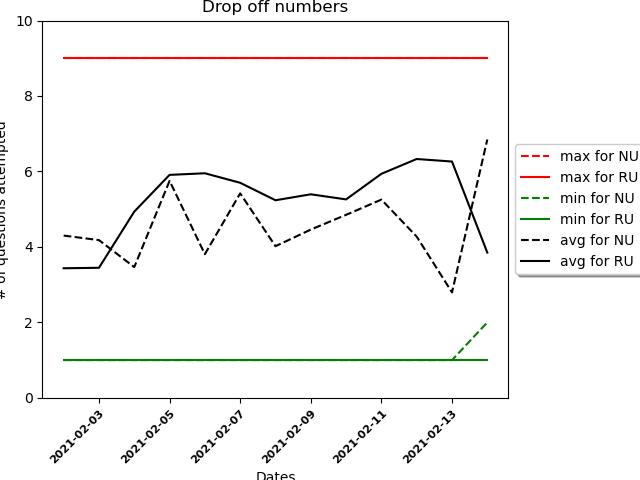 Drop off numbers
# of questions attempted
10
8
6
4
2
0
2021-02-03
2021-02-05
2021-02-07
2021-02-09
2021-02-11
2021-02-13
Dates
max for NU
max for RU
min for NU
min for RU
avg for NU
avg for RU